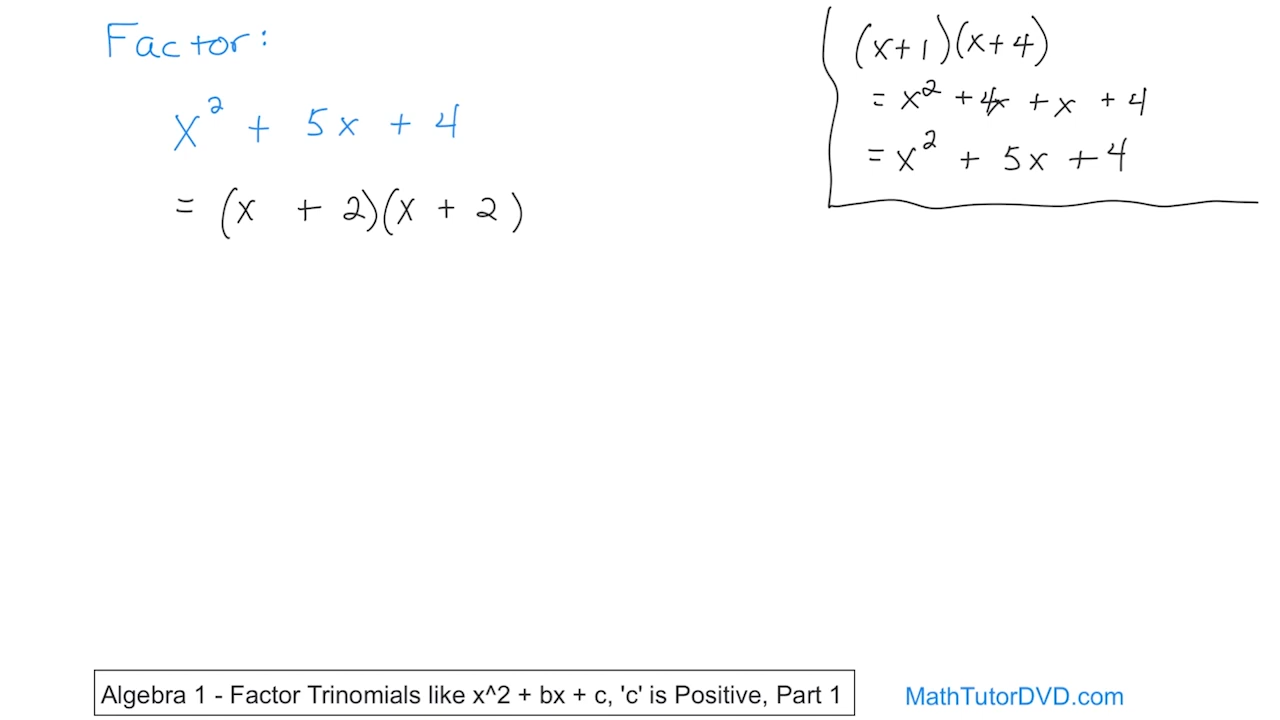 Factor:
x² + 5x + 4
= (x + 2)(x + 2)
(x+1)(x+4)
= x² + 4x + x + 4
= x² + 5x + 4
Algebra 1 - Factor Trinomials like x^2 + bx + c, 'c' is Positive, Part 1
MathTutorDVD.com